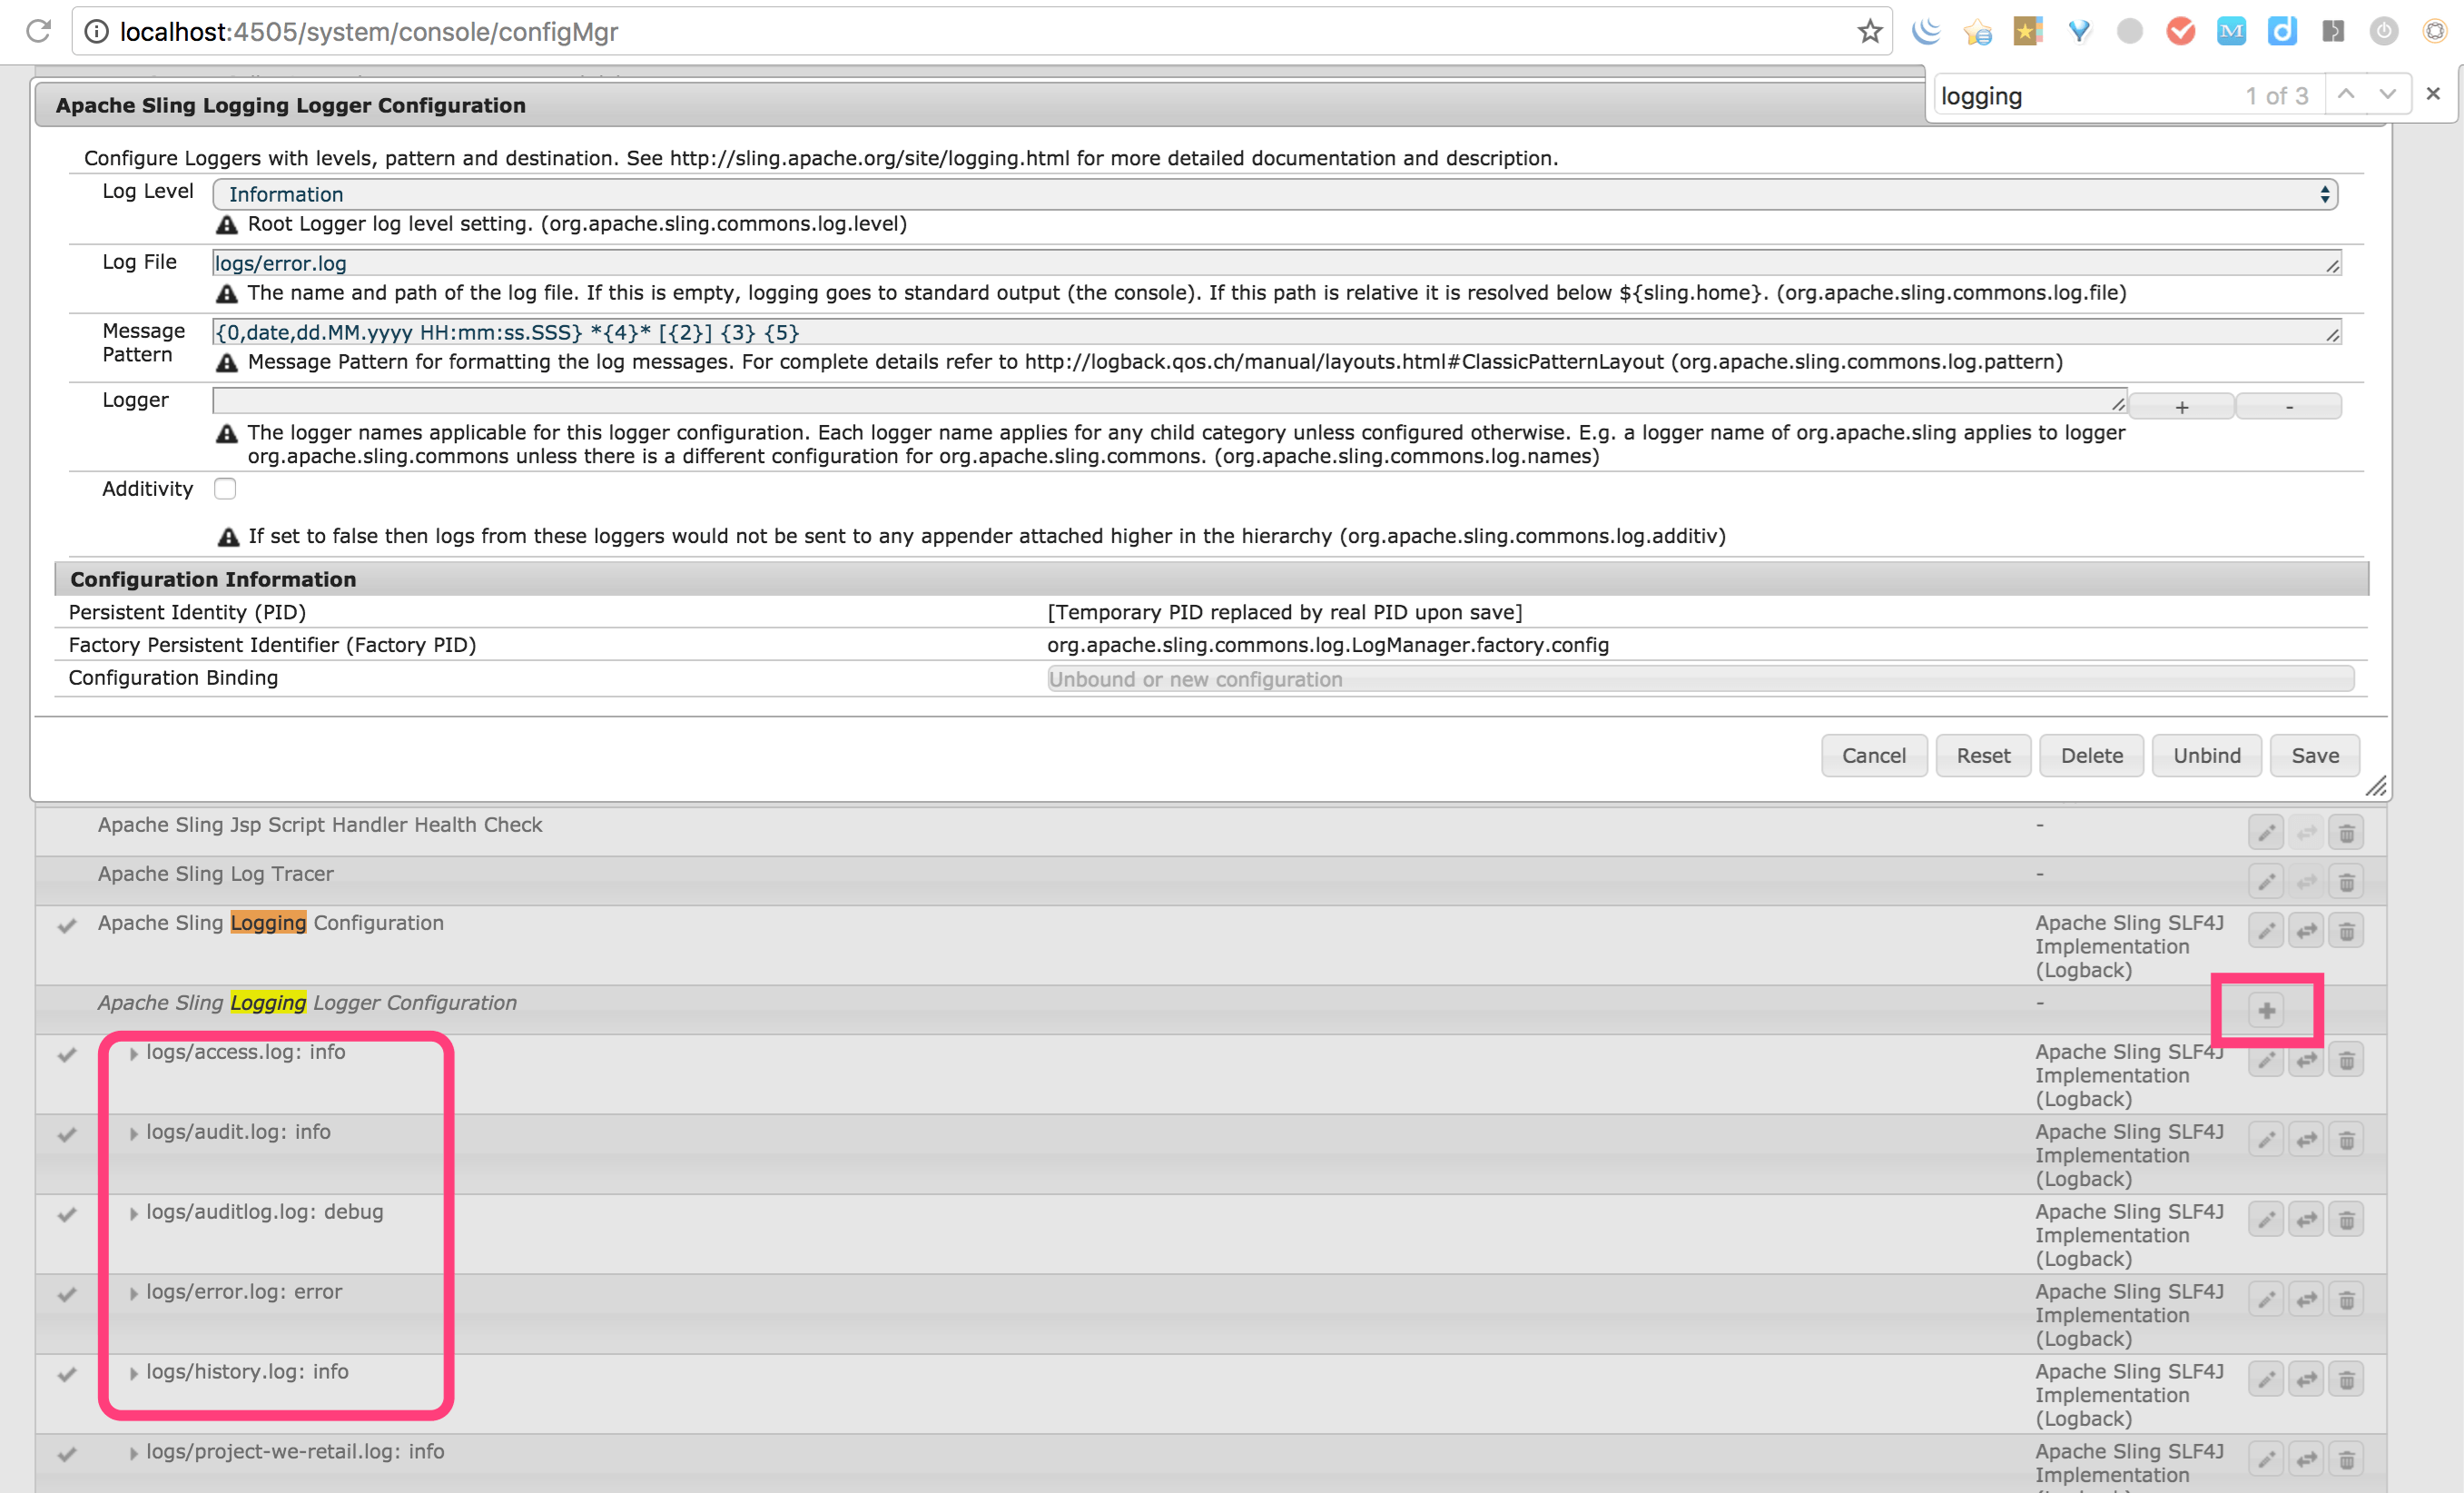 localhost:4505/system/console/configMgr
logging 1 of 3
Apache Sling Logging Logger Configuration
Configure Loggers with levels, pattern and destination. See http://sling.apache.org/site/logging.html for more detailed documentation and description.
Log Level Information
Root Logger log level setting. (org.apache.sling.commons.log.level)
Log File logs/error.log
The name and path of the log file. If this is empty, logging goes to standard output (the console). If this path is relative it is resolved below ${sling.home}. (org.apache.sling.commons.log.file)
Message Pattern {0,date,dd.MM.yyyy HH:mm:ss.SSS} *{4}* [{2}] {3} {5}
Message Pattern for formatting the log messages. For complete details refer to http://logback.qos.ch/manual/layouts.html#ClassicPatternLayout (org.apache.sling.commons.log.pattern)
Logger + -
The logger names applicable for this logger configuration. Each logger name applies for any child category unless configured otherwise. E.g. a logger name of org.apache.sling applies to logger
org.apache.sling.commons unless there is a different configuration for org.apache.sling.commons. (org.apache.sling.commons.log.names)
Additivity
If set to false then logs from these loggers would not be sent to any appender attached higher in the hierarchy (org.apache.sling.commons.log.additiv)
Configuration Information
Persistent Identity (PID) [Temporary PID replaced by real PID upon save]
Factory Persistent Identifier (Factory PID) org.apache.sling.commons.log.LogManager.factory.config
Configuration Binding Unbound or new configuration
Cancel Reset Delete Unbind Save
Apache Sling Jsp Script Handler Health Check -
Apache Sling Log Tracer -
Apache Sling Logging Configuration Apache Sling SLF4J
Implementation
(Logback)
Apache Sling Logging Logger Configuration -
logs/access.log: info Apache Sling SLF4J
Implementation
(Logback)
logs/audit.log: info Apache Sling SLF4J
Implementation
(Logback)
logs/auditlog.log: debug Apache Sling SLF4J
Implementation
(Logback)
logs/error.log: error Apache Sling SLF4J
Implementation
(Logback)
logs/history.log: info Apache Sling SLF4J
Implementation
(Logback)
logs/project-we-retail.log: info Apache Sling SLF4J
Implementation